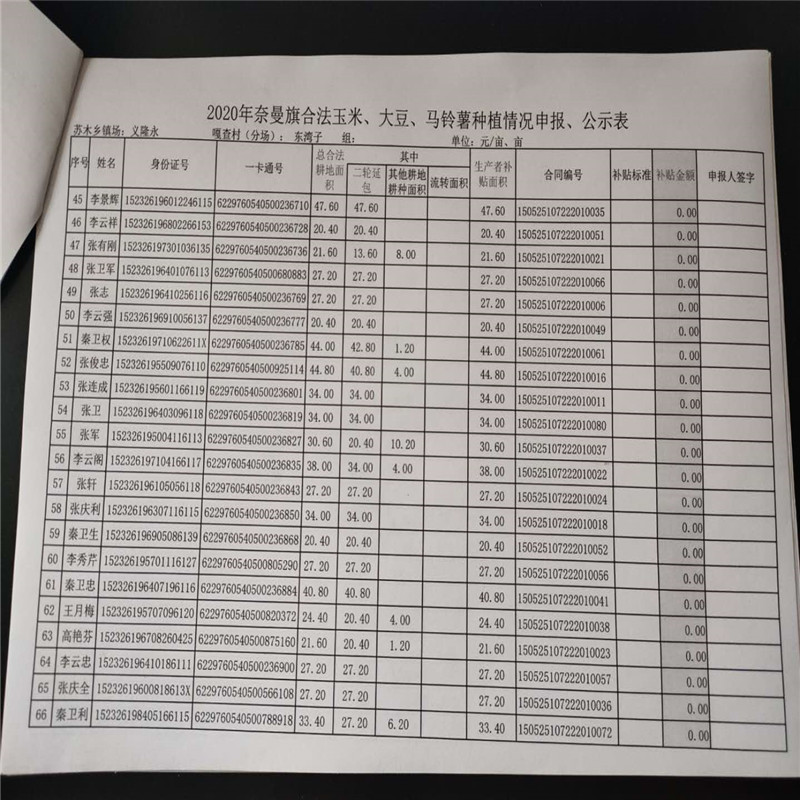 2020年奈曼旗合法玉米、大豆、马铃薯种植情况申报、公示表
苏木乡镇场：义隆永 嘎查村（分场）： 东湾子 组： 单位：元/亩、亩
序号 姓名 身份证号 一卡通号 总合法耕地面积 其中 二轮延包 其他耕地耕种面积 流转面积 生产者补贴面积 合同编号 补贴标准 补贴金额 申报人签字
45 李景辉 152326196012246115 6229760540500236710 47.60 47.60 47.60 150525107222010035 0.00
46 李云祥 152326196802266153 6229760540500236728 20.40 20.40 20.40 150525107222010051 0.00
47 张有刚 152326197301036135 6229760540500236736 21.60 13.60 8.00 21.60 150525107222010021 0.00
48 张卫军 152326196401076113 6229760540500680883 27.20 27.20 27.20 150525107222010066 0.00
49 张志 152326196410256116 6229760540500236769 27.20 27.20 27.20 150525107222010006 0.00
50 李云强 152326196910056137 6229760540500236777 20.40 20.40 20.40 150525107222010049 0.00
51 秦卫权 15232619710622611X 6229760540500236785 44.00 42.80 1.20 44.00 150525107222010061 0.00
52 张俊忠 152326195509076110 6229760540500925114 44.80 40.80 4.00 44.80 150525107222010016 0.00
53 张连成 152326195601166119 6229760540500236801 34.00 34.00 34.00 150525107222010011 0.00
54 张卫 152326196403096118 6229760540500236819 34.00 34.00 34.00 150525107222010080 0.00
55 张军 152326195004116113 6229760540500236827 30.60 20.40 10.20 30.60 150525107222010037 0.00
56 李云阁 152326197104166117 6229760540500236835 38.00 34.00 4.00 38.00 150525107222010022 0.00
57 张轩 152326196105056118 6229760540500236843 27.20 27.20 27.20 150525107222010024 0.00
58 张庆利 152326196307116115 6229760540500236850 34.00 34.00 34.00 150525107222010018 0.00
59 秦卫生 152326196905086139 6229760540500236868 20.40 20.40 20.40 150525107222010052 0.00
60 李秀芹 152326195701116127 6229760540500805290 27.20 27.20 27.20 150525107222010056 0.00
61 秦卫忠 152326196407196116 6229760540500236884 40.80 40.80 40.80 150525107222010041 0.00
62 王月梅 152326195707096120 6229760540500820372 24.40 20.40 4.00 24.40 150525107222010038 0.00
63 高艳芬 152326196708260425 6229760540500875160 21.60 20.40 1.20 21.60 150525107222010023 0.00
64 李云忠 152326196410186111 6229760540500236900 27.20 27.20 27.20 150525107222010057 0.00
65 张庆全 15232619600818613X 6229760540500566108 27.20 27.20 27.20 150525107222010036 0.00
66 秦卫利 152326198405166115 6229760540500788918 33.40 27.20 6.20 33.40 150525107222010072 0.00